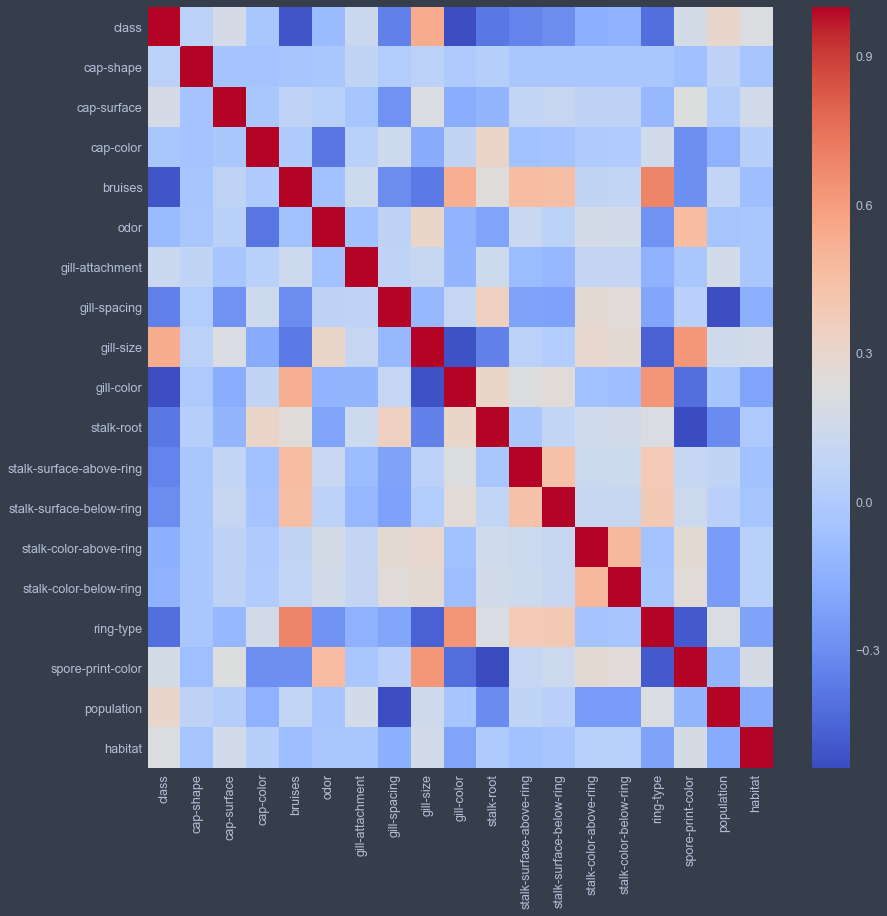 class
cap-shape
cap-surface
cap-color
bruises
odor
gill-attachment
gill-spacing
gill-size
gill-color
stalk-root
stalk-surface-above-ring
stalk-surface-below-ring
stalk-color-above-ring
stalk-color-below-ring
ring-type
spore-print-color
population
habitat
class
cap-shape
cap-surface
cap-color
bruises
odor
gill-attachment
gill-spacing
gill-size
gill-color
stalk-root
stalk-surface-above-ring
stalk-surface-below-ring
stalk-color-above-ring
stalk-color-below-ring
ring-type
spore-print-color
population
habitat
0.9
0.6
0.3
0.0
−0.3